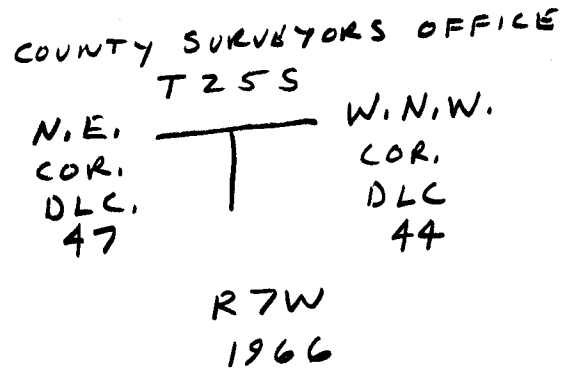 COUNTY SURVEYORS OFFICE
T25S
N.E.
COR.
DLC.
47
W.N.W.
COR.
DLC
44
R7W
1966